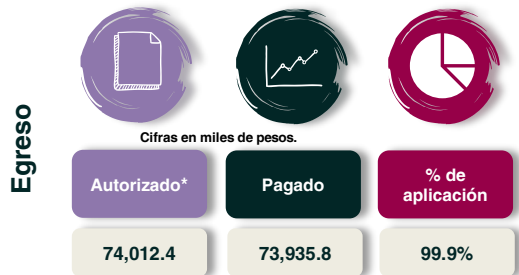 Egreso
Cifras en miles de pesos.
Autorizado*
Pagado
% de
aplicación
74,012.4
73,935.8
99.9%